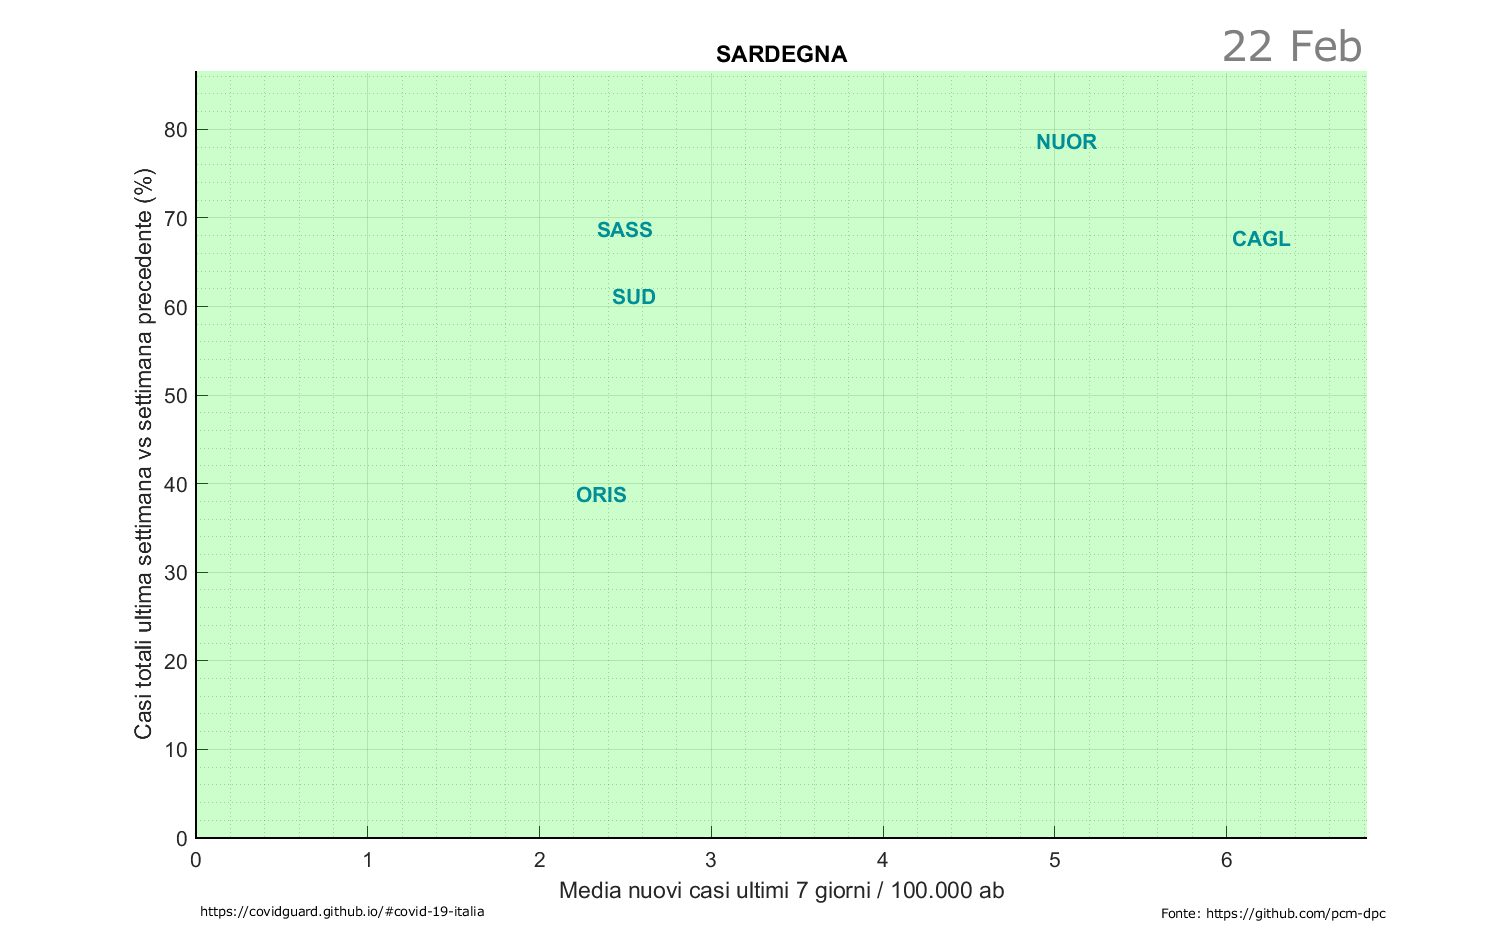 SARDEGNA
22 Feb
Casi totali ultima settimana vs settimana precedente (%)
80
70
60
50
40
30
20
10
0
NUOR
SASS
CAGL
SUD
ORIS
0 1 2 3 4 5 6
Media nuovi casi ultimi 7 giorni / 100.000 ab
https://covidguard.github.io/#covid-19-italia
Fonte: https://github.com/pcm-dpc